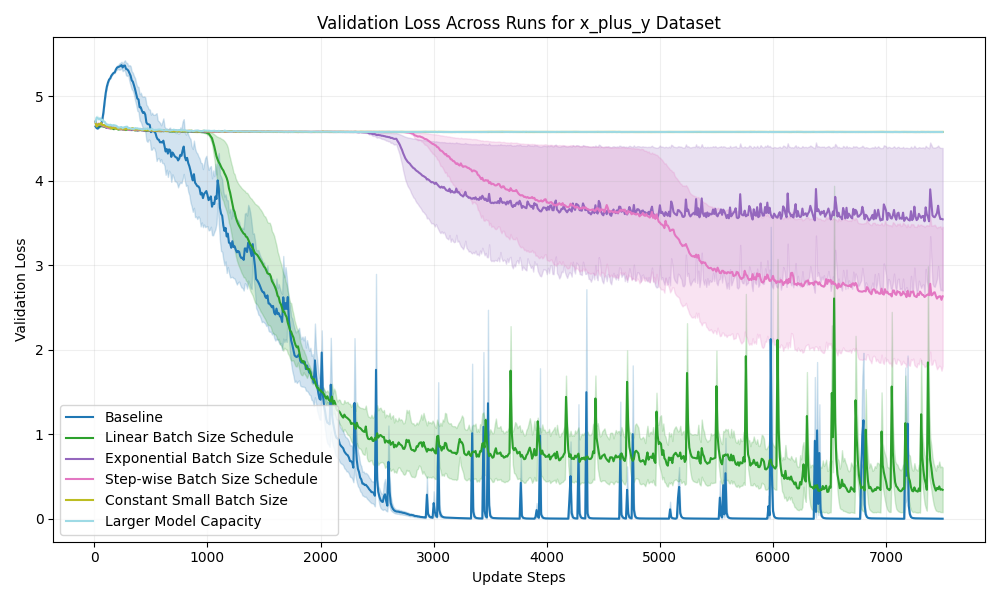 Validation Loss Across Runs for x_plus_y Dataset
Validation Loss
5
4
3
2
1
0
Baseline
Linear Batch Size Schedule
Exponential Batch Size Schedule
Step-wise Batch Size Schedule
Constant Small Batch Size
Larger Model Capacity
0 1000 2000 3000 4000 5000 6000 7000
Update Steps